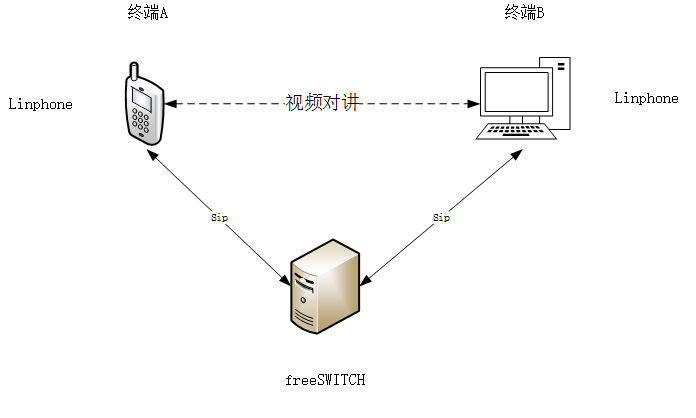 终端A
终端B
Linphone
视频对讲
Linphone
Sip
Sip
freeSWITCH